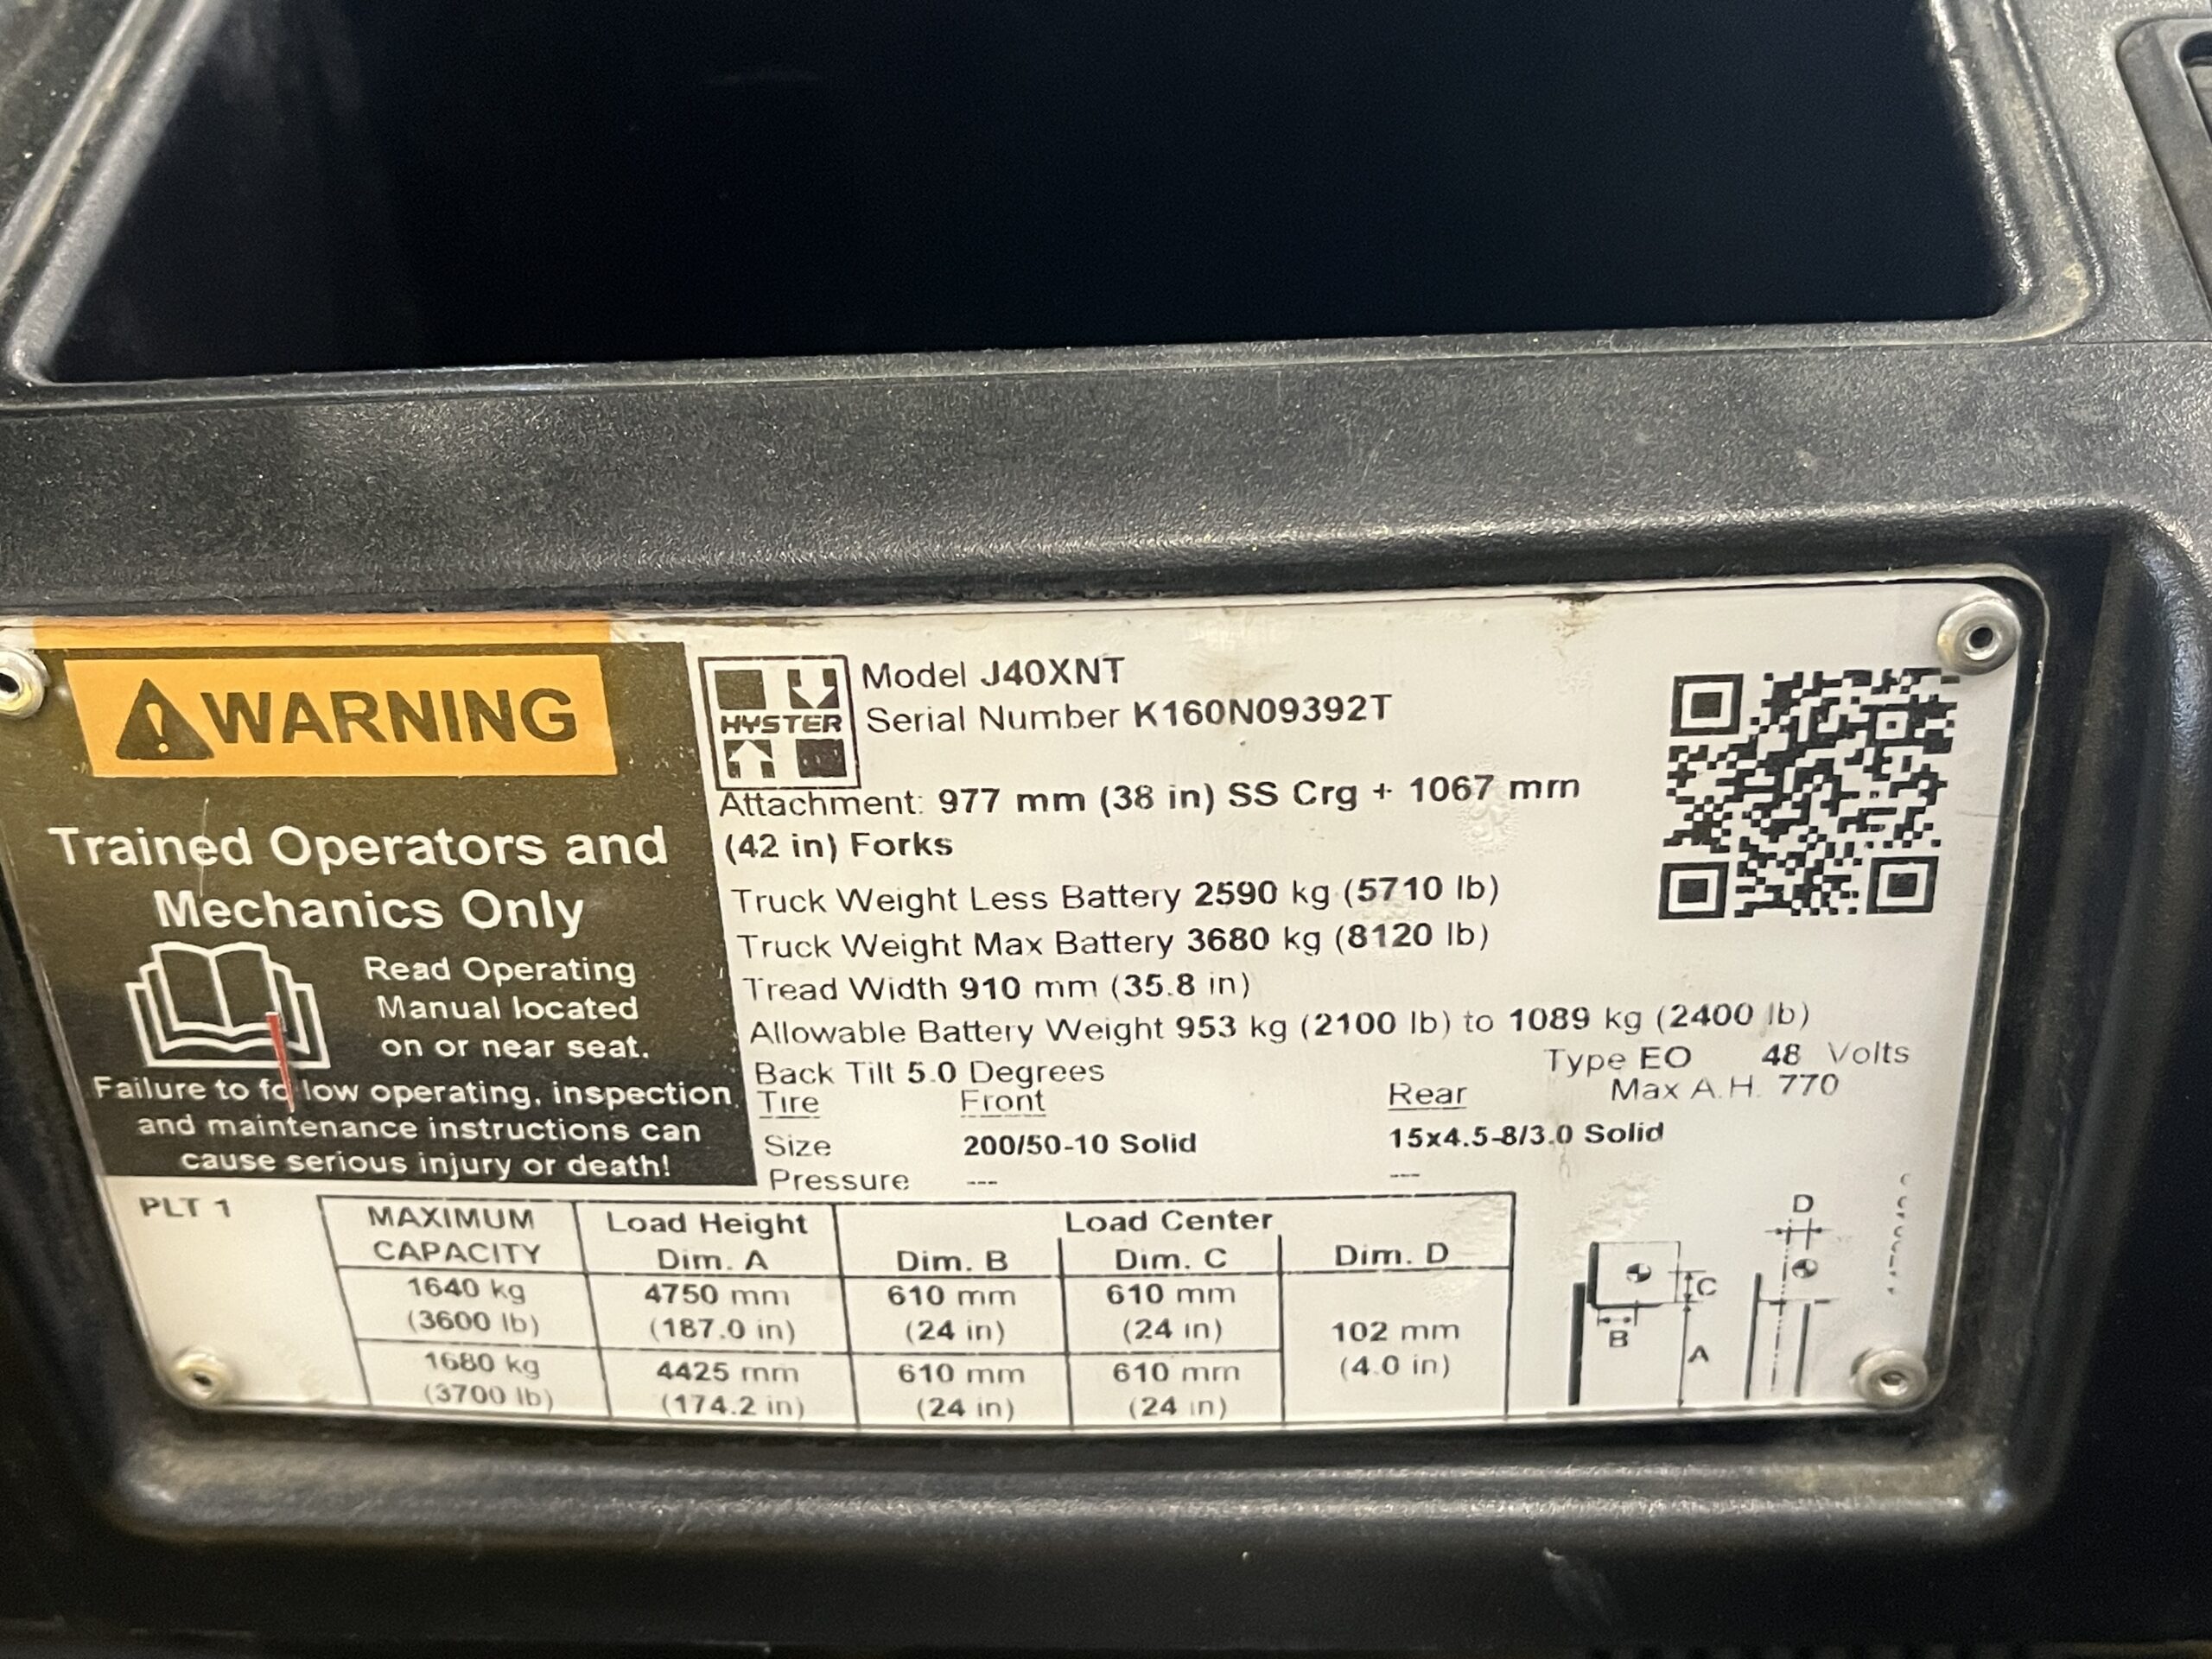 WARNING
Trained Operators and
Mechanics Only
Read Operating
Manual located
on or near seat.
Failure to follow operating, inspection
and maintenance instructions can
cause serious injury or death!
HYSTER
Model J40XNT
Serial Number K160N09392T
Attachment: 977 mm (38 in) SS Crg + 1067 mm
(42 in) Forks
Truck Weight Less Battery 2590 kg (5710 lb)
Truck Weight Max Battery 3680 kg (8120 lb)
Tread Width 910 mm (35.8 in)
Allowable Battery Weight 953 kg (2100 lb) to 1089 kg (2400 lb)
Back Tilt 5.0 Degrees Type EO 48 Volts
Max A.H. 770
Tire Front Rear
Size 200/50-10 Solid 15x4.5-8/3.0 Solid
Pressure --- ---
PLT 1
MAXIMUM CAPACITY Load Height Dim. A Load Center
Dim. B Dim. C Dim. D
1640 kg 4750 mm 610 mm 610 mm
(3600 lb) (187.0 in) (24 in) (24 in)
102 mm
(4.0 in)
1680 kg 4425 mm 610 mm 610 mm
(3700 lb) (174.2 in) (24 in) (24 in)
D
C
B
A